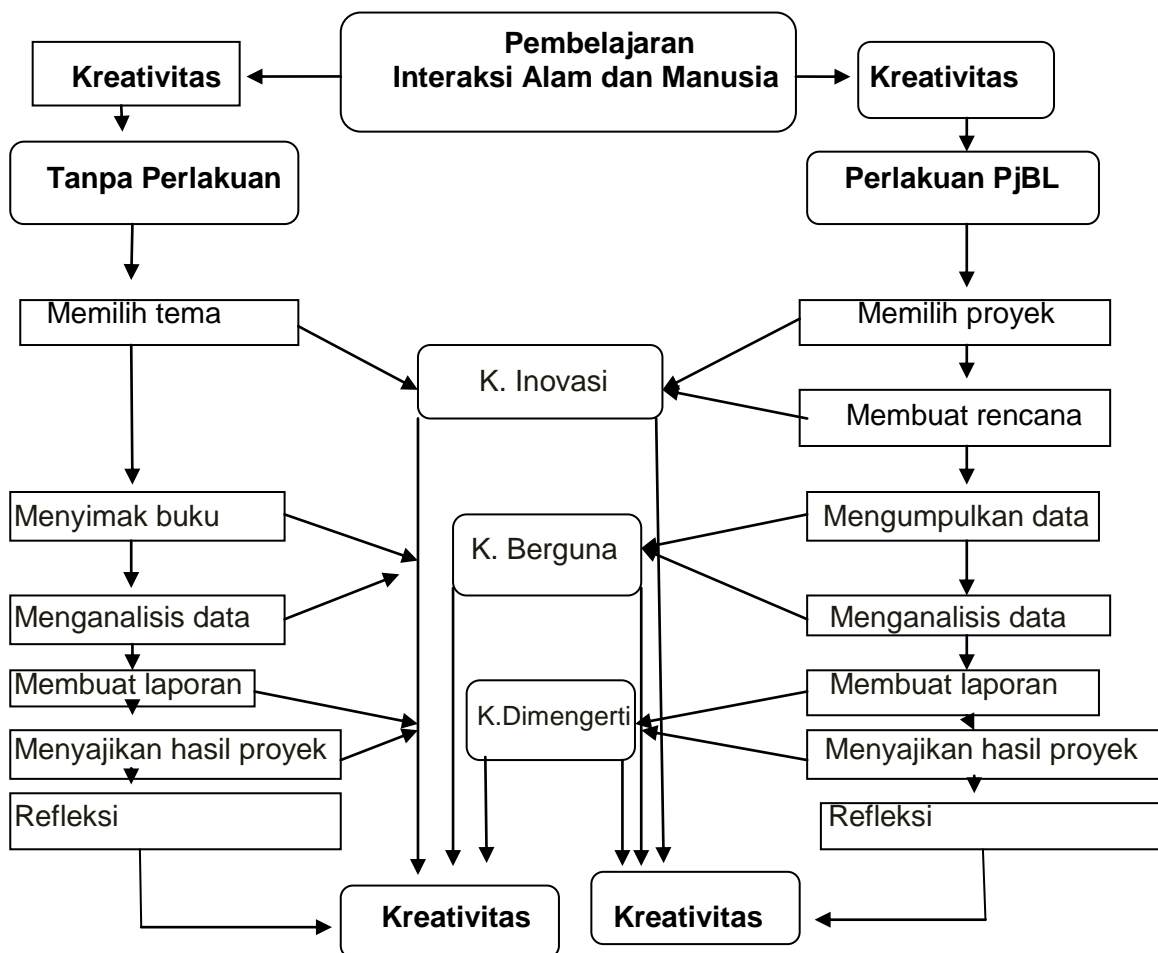 Pembelajaran
Interaksi Alam dan Manusia
Kreativitas
Kreativitas
Tanpa Perlakuan
Perlakuan PjBL
Memilih tema
Memilih proyek
K. Inovasi
Membuat rencana
Menyimak buku
K. Berguna
Mengumpulkan data
Menganalisis data
Menganalisis data
Membuat laporan
K.Dimengerti
Membuat laporan
Menyajikan hasil proyek
Menyajikan hasil proyek
Refleksi
Refleksi
Kreativitas
Kreativitas